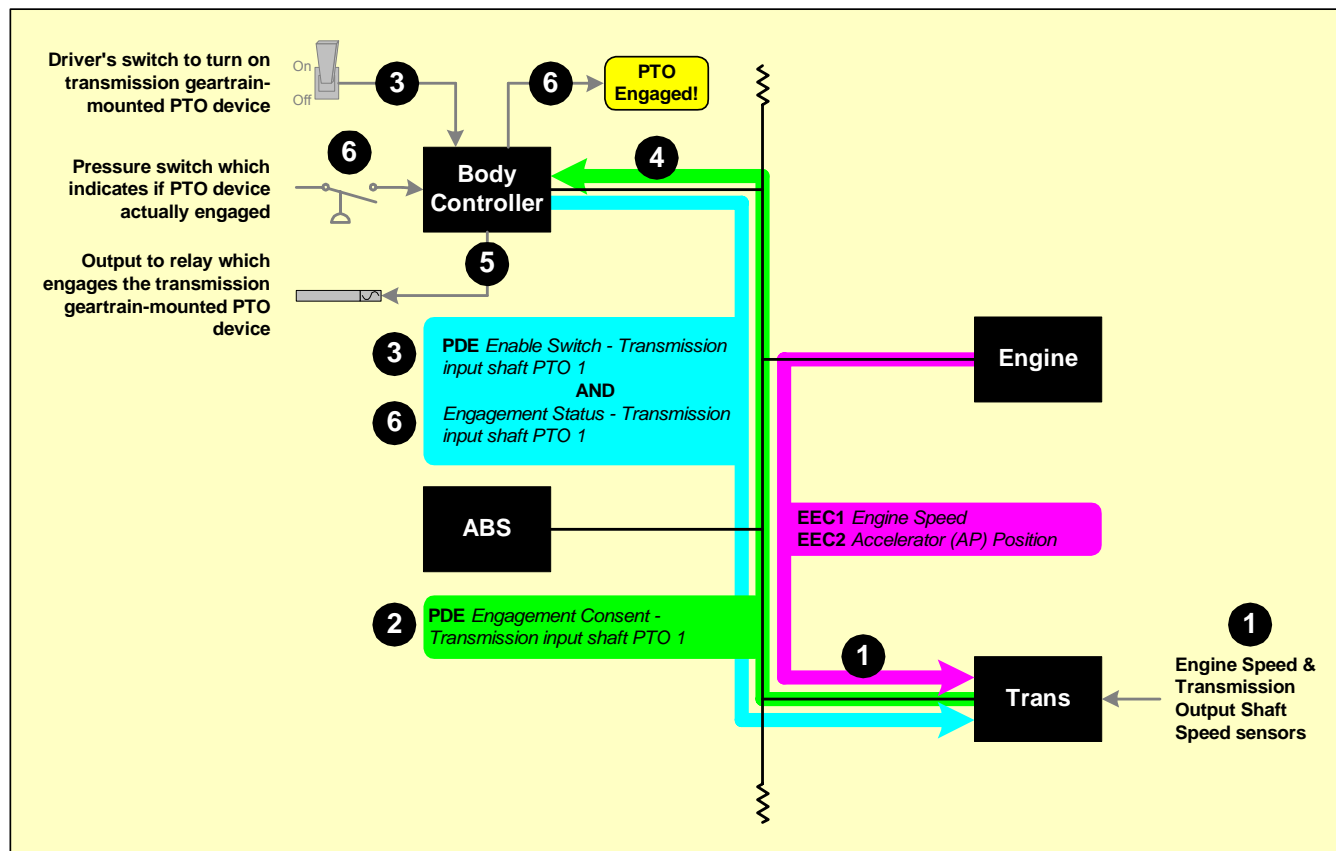 Driver's switch to turn on
transmission geartrain-
mounted PTO device
On
Off
3
6
PTO
Engaged!
Pressure switch which
indicates if PTO device
actually engaged
6
Body
Controller
4
Output to relay which
engages the transmission
geartrain-mounted PTO
device
5
3
PDE Enable Switch - Transmission
input shaft PTO 1
AND
6
Engagement Status - Transmission
input shaft PTO 1
Engine
ABS
EEC1 Engine Speed
EEC2 Accelerator (AP) Position
2
PDE Engagement Consent -
Transmission input shaft PTO 1
1
Trans
1
Engine Speed &
Transmission
Output Shaft
Speed sensors